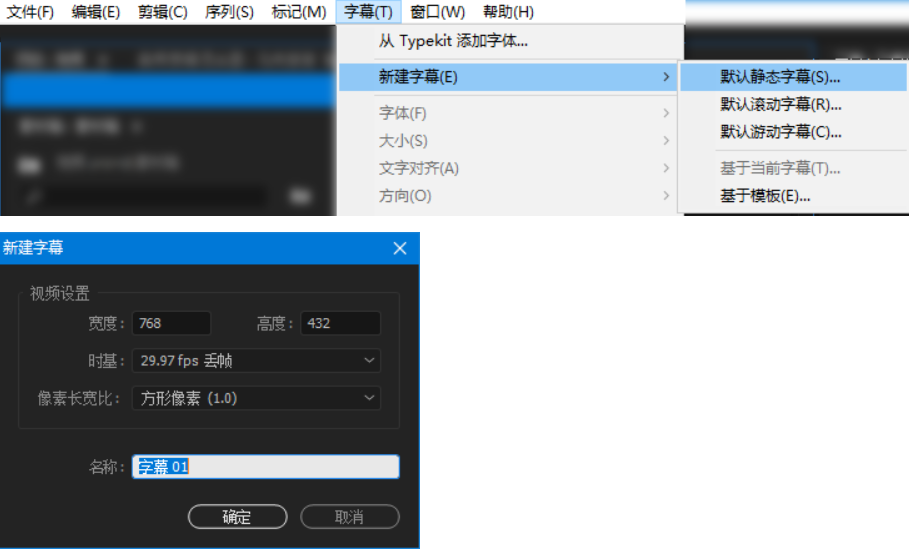 文件(F) 编辑(E) 剪辑(C) 序列(S) 标记(M) 字幕(T) 窗口(W) 帮助(H)
从 Typekit 添加字体...
新建字幕(E) 默认静态字幕(S)...
默认滚动字幕(R)...
字体(F)
默认游动字幕(C)...
大小(S)
文字对齐(A) 基于当前字幕(T)...
方向(O) 基于模板(E)...
新建字幕
视频设置
宽度: 768 高度: 432
时基: 29.97 fps 丢帧
像素长宽比: 方形像素 (1.0)
名称: 字幕 01
确定 取消